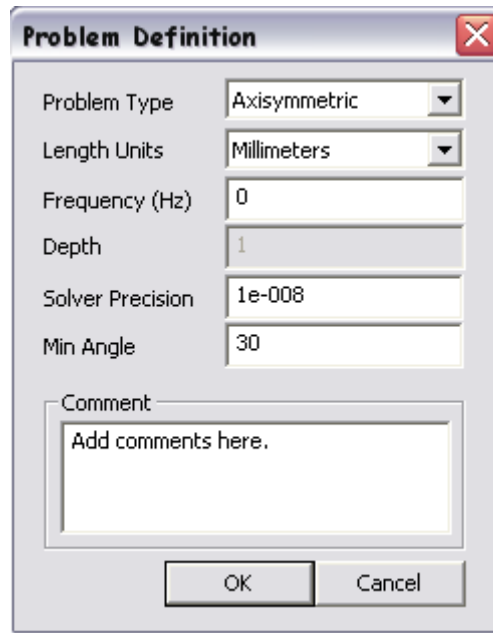 Problem Definition
Problem Type Axisymmetric
Length Units Millimeters
Frequency (Hz) 0
Depth 1
Solver Precision 1e-008
Min Angle 30
Comment
Add comments here.
OK Cancel